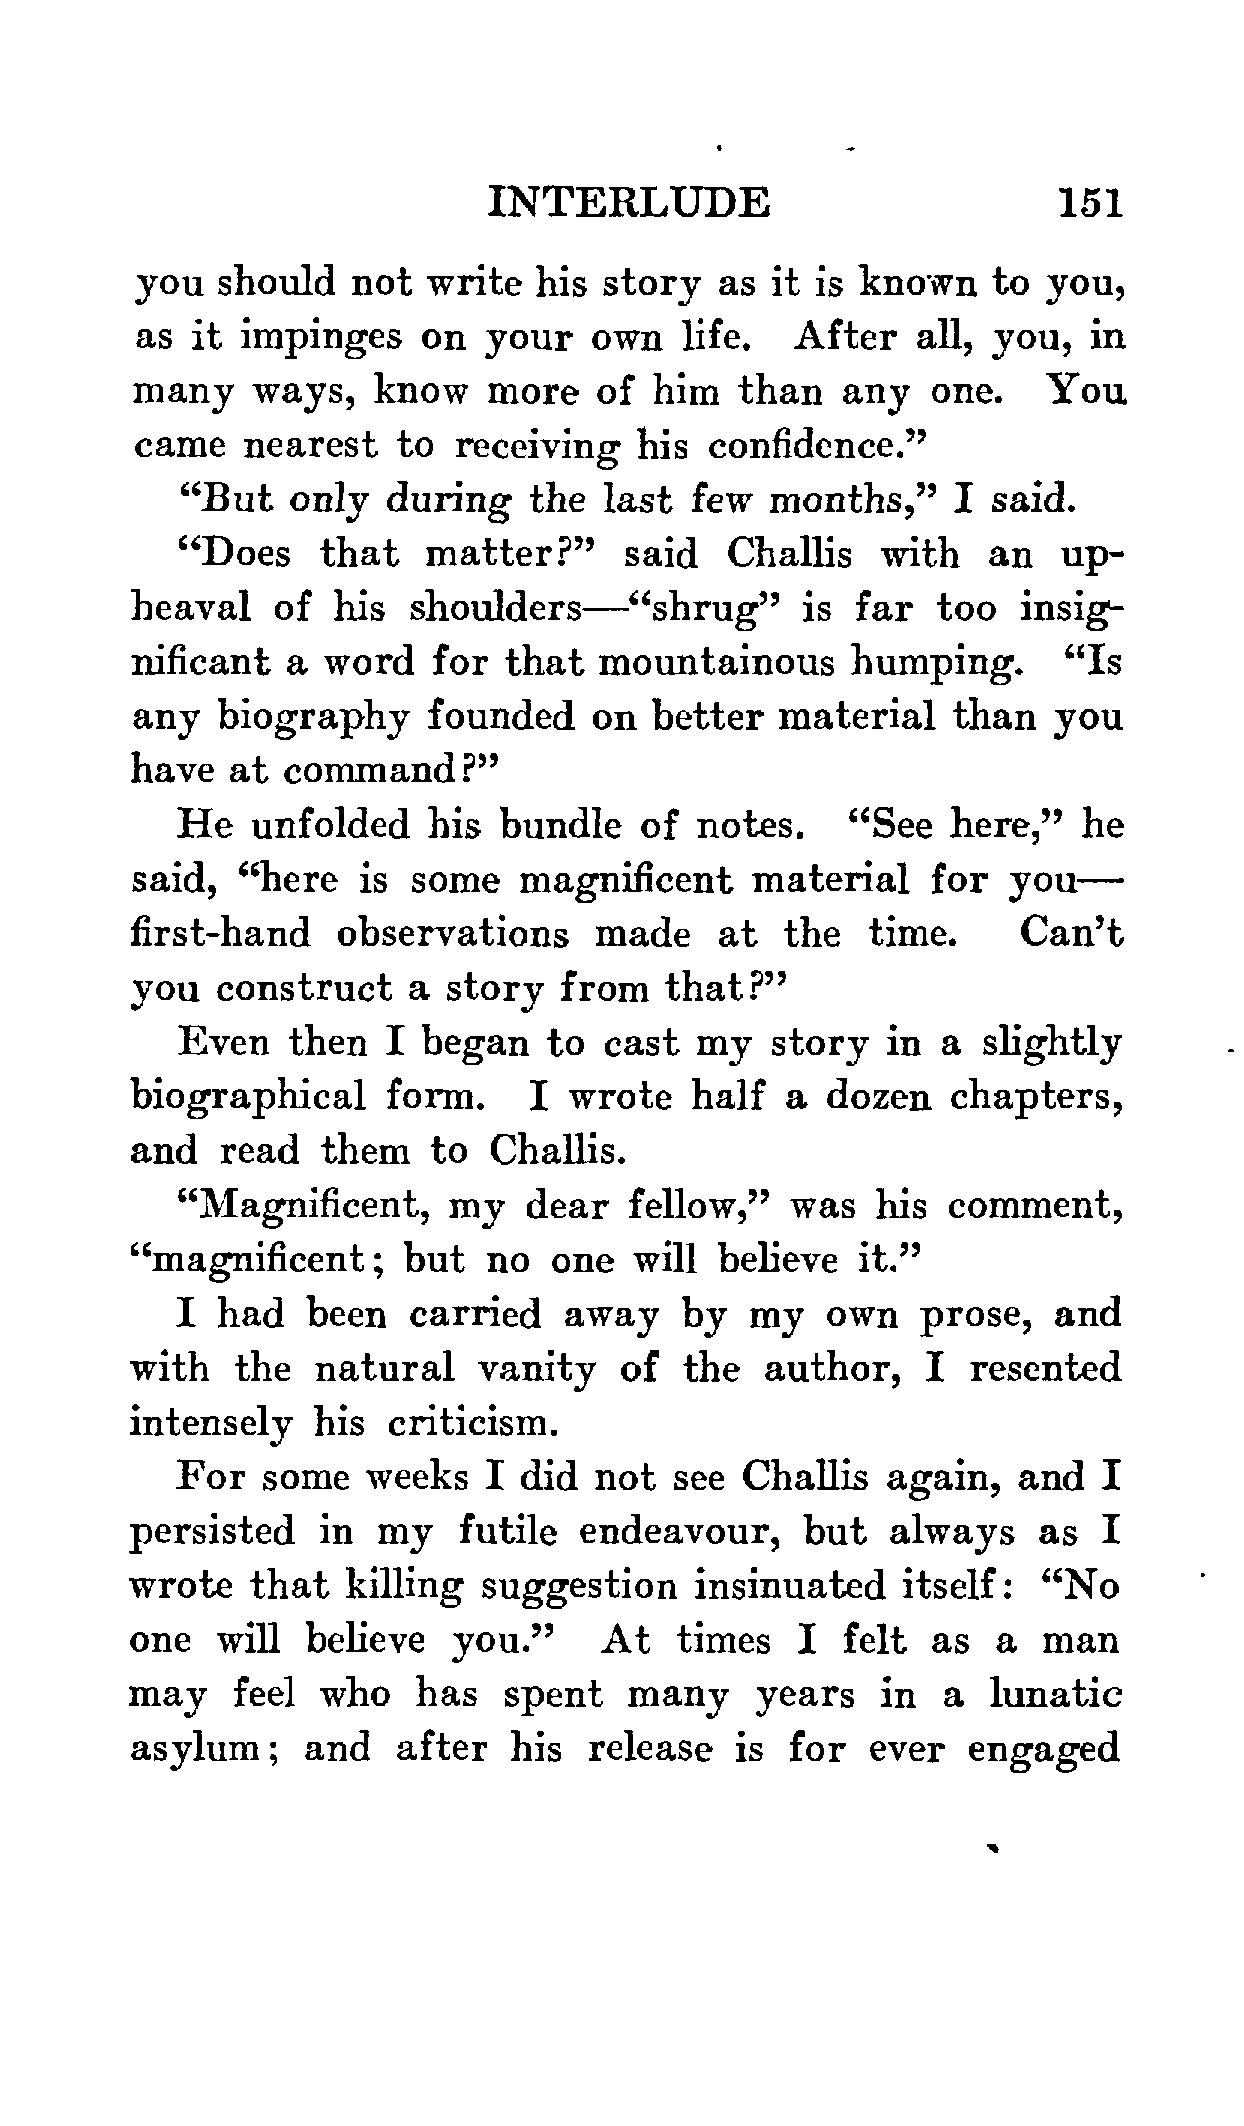 INTERLUDE 151
you should not write his story as it is known to you,
as it impinges on your own life. After all, you, in
many ways, know more of him than any one. You
came nearest to receiving his confidence."
"But only during the last few months," I said.
"Does that matter?" said Challis with an up-
heaval of his shoulders—"shrug" is far too insig-
nificant a word for that mountainous humping. "Is
any biography founded on better material than you
have at command?"
He unfolded his bundle of notes. "See here," he
said, "here is some magnificent material for you—
first-hand observations made at the time. Can't
you construct a story from that?"
Even then I began to cast my story in a slightly
biographical form. I wrote half a dozen chapters,
and read them to Challis.
"Magnificent, my dear fellow," was his comment,
"magnificent; but no one will believe it."
I had been carried away by my own prose, and
with the natural vanity of the author, I resented
intensely his criticism.
For some weeks I did not see Challis again, and I
persisted in my futile endeavour, but always as I
wrote that killing suggestion insinuated itself: "No
one will believe you." At times I felt as a man
may feel who has spent many years in a lunatic
asylum; and after his release is for ever engaged